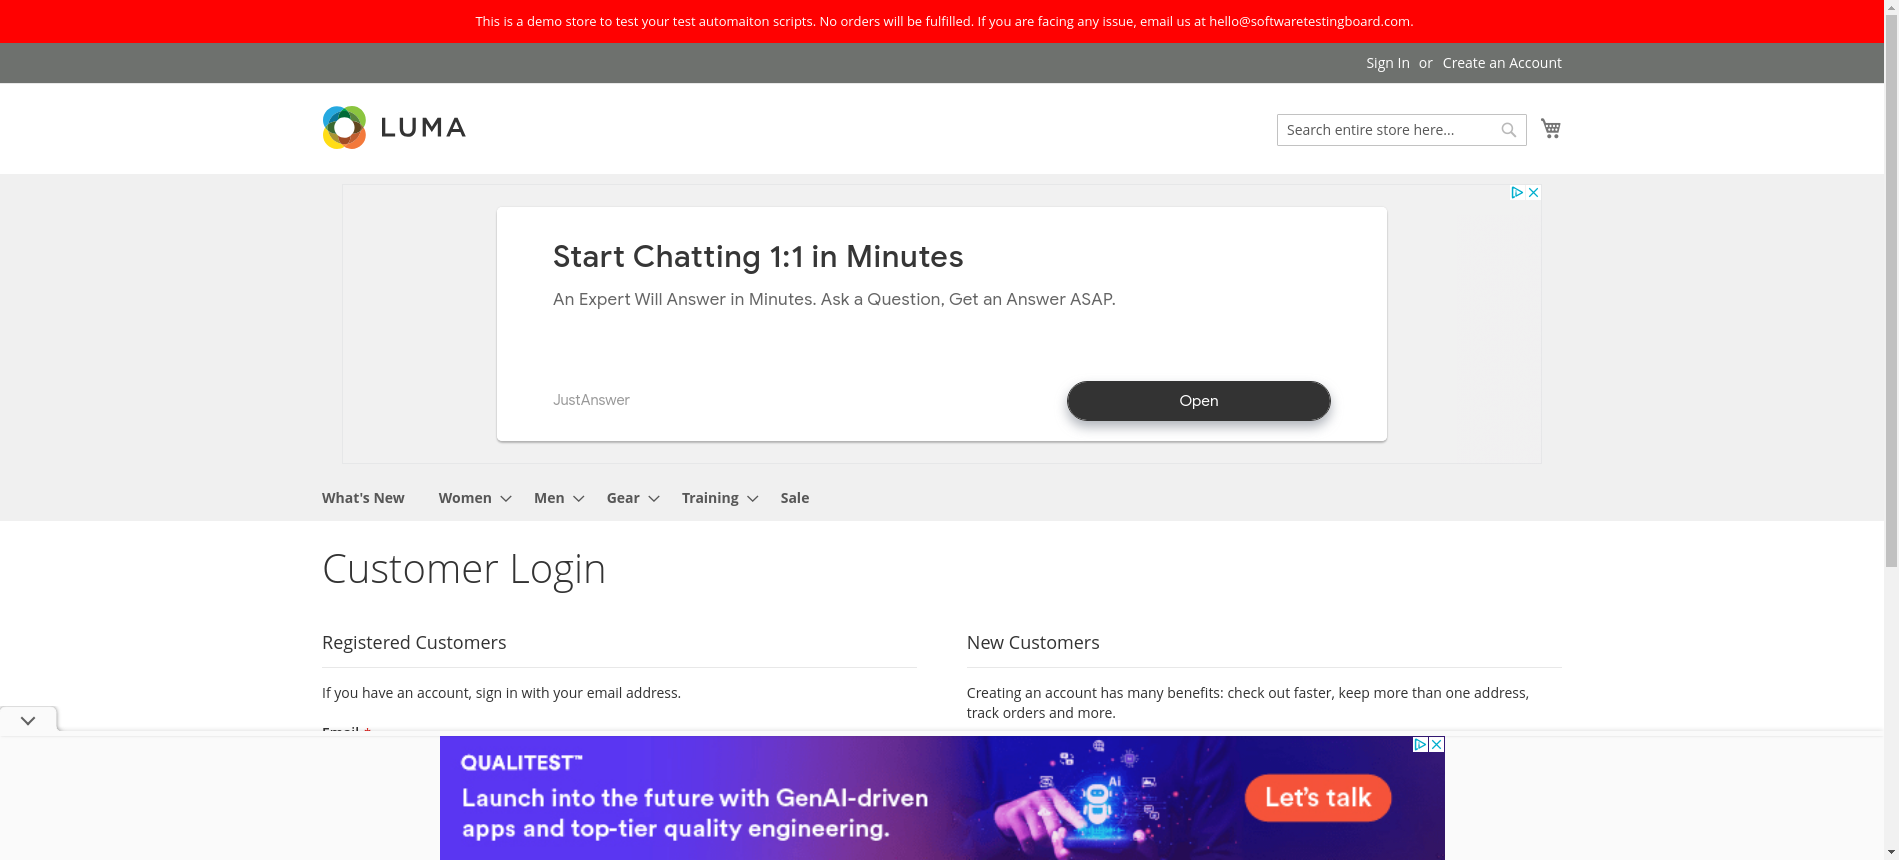 This is a demo store to test your test automaiton scripts. No orders will be fulfilled. If you are facing any issue, email us at hello@softwaretestingboard.com.
Sign In or Create an Account
LUMA
Search entire store here...
Start Chatting 1:1 in Minutes
An Expert Will Answer in Minutes. Ask a Question, Get an Answer ASAP.
JustAnswer
Open
What's New Women Men Gear Training Sale
Customer Login
Registered Customers
If you have an account, sign in with your email address.
Email *
New Customers
Creating an account has many benefits: check out faster, keep more than one address,
track orders and more.
QUALITEST™
Launch into the future with GenAI-driven
apps and top-tier quality engineering.
Ai
Let's talk